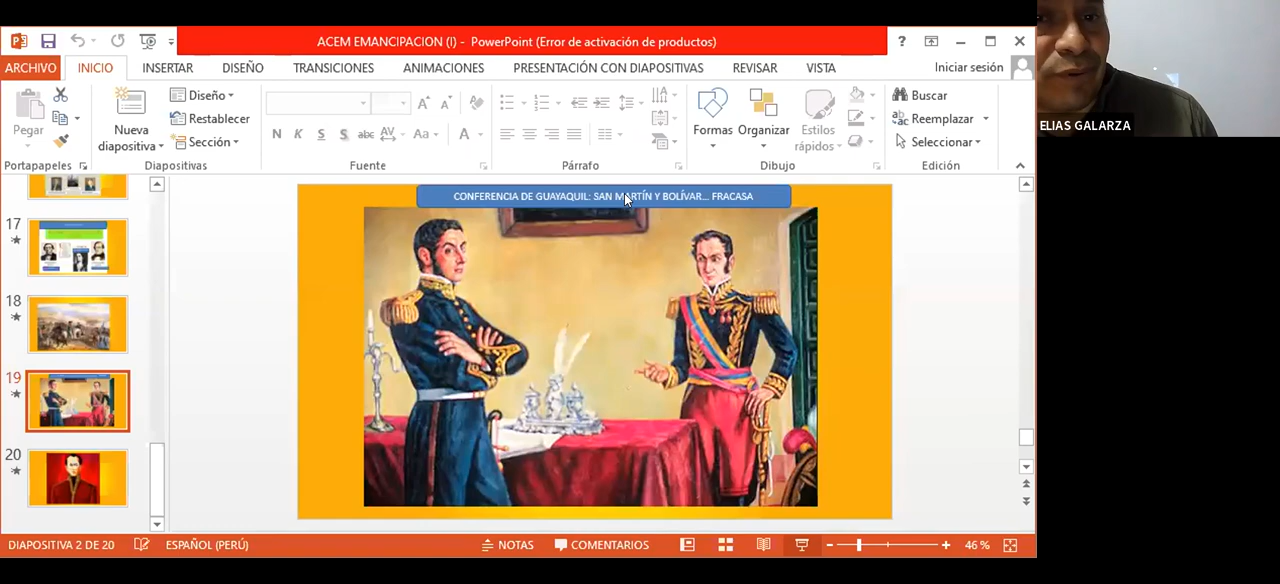 ACEM EMANCIPACION (I) - PowerPoint (Error de activación de productos)
ARCHIVO INICIO INSERTAR DISEÑO TRANSICIONES ANIMACIONES PRESENTACIÓN CON DIAPOSITIVAS REVISAR VISTA Iniciar sesión
Pegar
Nueva
diapositiva
Diseño
Restablecer
Sección
N K S S abc AV Aa A
Formas
Organizar
Estilos
rápidos
Buscar
Reemplazar
Seleccionar
Portapapeles Diapositivas Fuente Párrafo Dibujo Edición
17
18
19
20
CONFERENCIA DE GUAYAQUIL: SAN MARTÍN Y BOLÍVAR... FRACASA
DIAPOSITIVA 2 DE 20 ESPAÑOL (PERÚ) NOTAS COMENTARIOS 46 %
ELIAS GALARZA